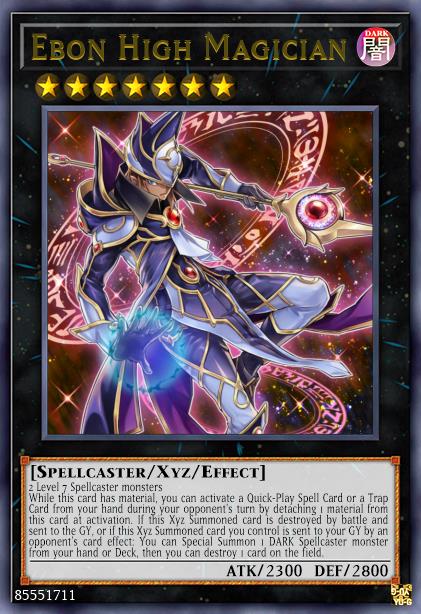 EBON HIGH MAGICIAN
DARK
闇
[SPELLCASTER/XYZ/EFFECT]
2 Level 7 Spellcaster monsters
While this card has material, you can activate a Quick-Play Spell Card or a Trap
Card from your hand during your opponent's turn by detaching 1 material from
this card at activation. If this Xyz Summoned card is destroyed by battle and
sent to the GY, or if this Xyz Summoned card you control is sent to your GY by an
opponent's card effect: You can Special Summon 1 DARK Spellcaster monster
from your hand or Deck, then you can destroy 1 card on the field.
ATK/2300 DEF/2800
85551711